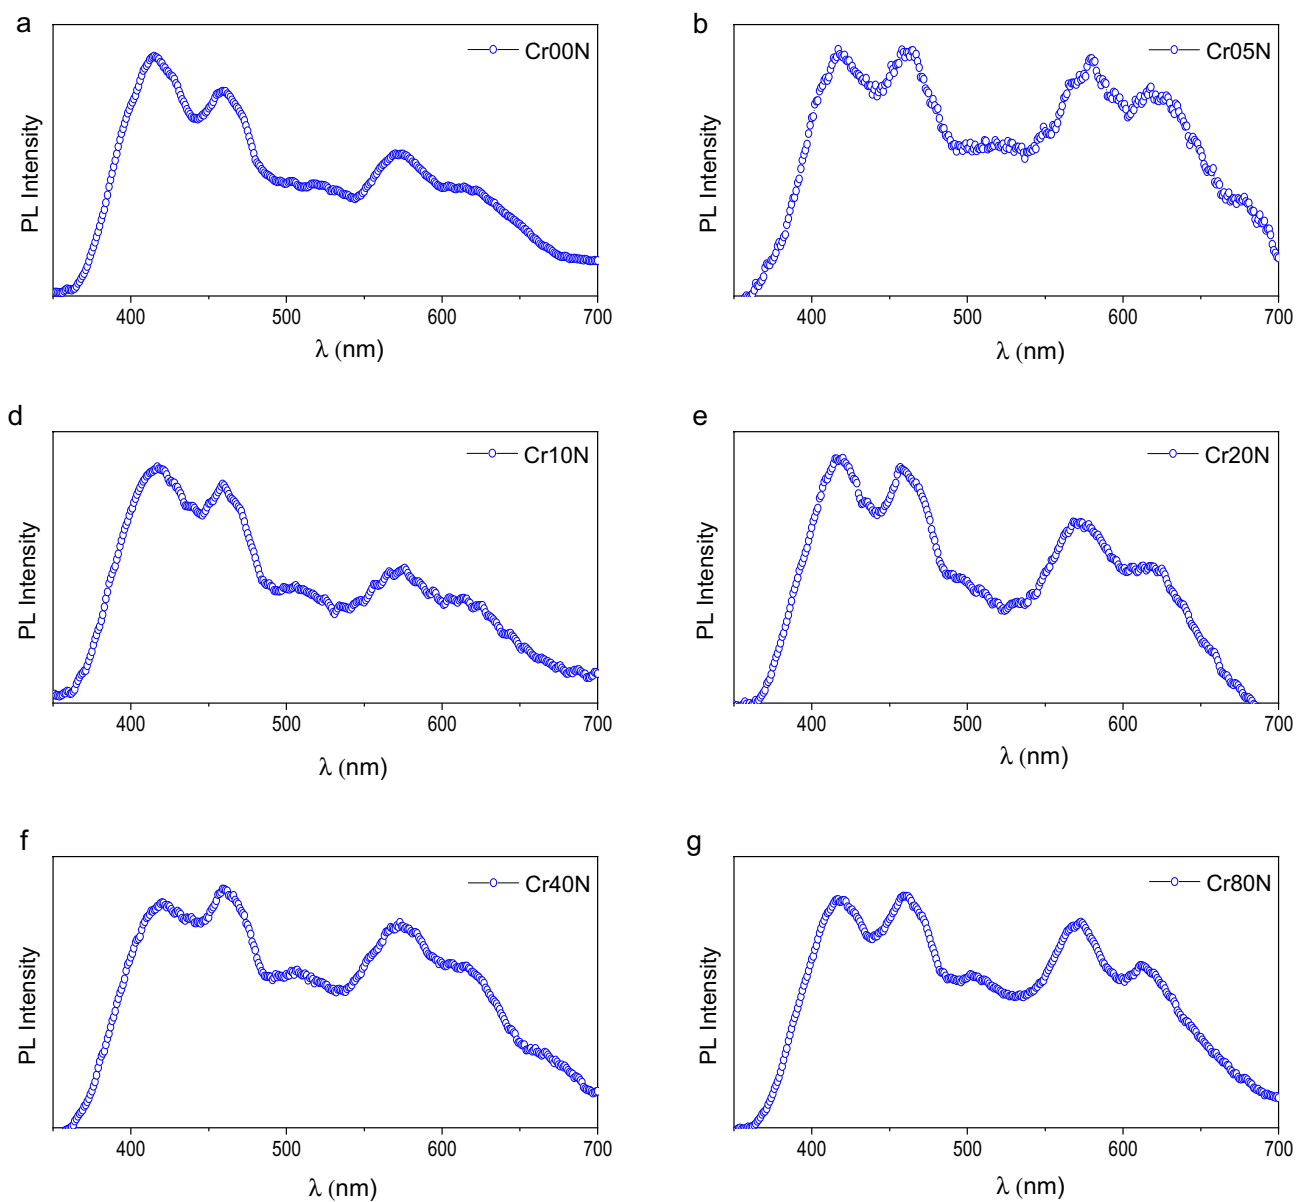 a
b
Cr00N
Cr05N
PL Intensity
PL Intensity
400
500
600
700
400
500
600
700
λ (nm)
λ (nm)
d
e
Cr10N
Cr20N
PL Intensity
PL Intensity
400
500
600
700
400
500
600
700
λ (nm)
λ (nm)
f
g
Cr40N
Cr80N
PL Intensity
PL Intensity
400
500
600
700
400
500
600
700
λ (nm)
λ (nm)